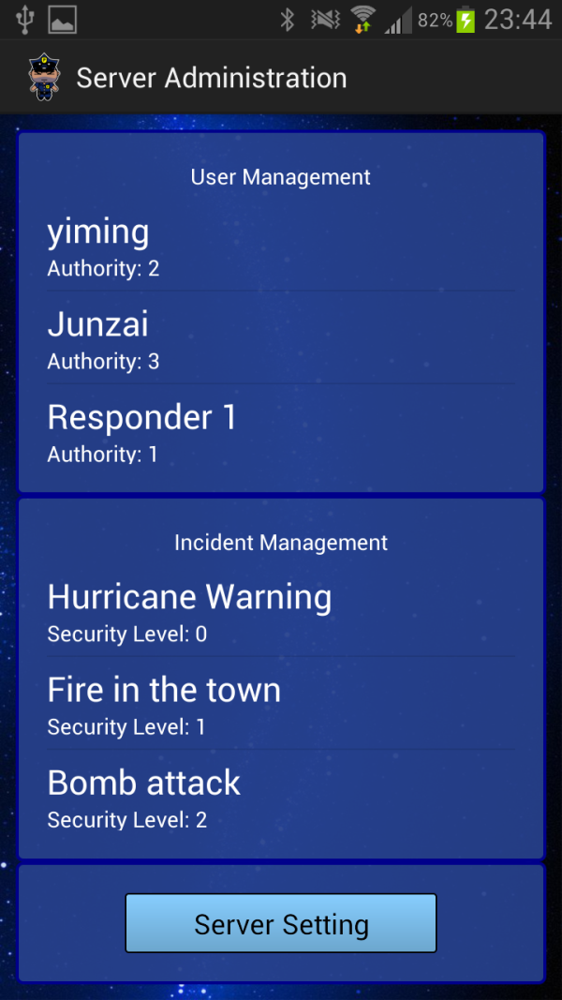 82% 23:44
Server Administration
User Management
yiming
Authority: 2
Junzai
Authority: 3
Responder 1
Authority: 1
Incident Management
Hurricane Warning
Security Level: 0
Fire in the town
Security Level: 1
Bomb attack
Security Level: 2
Server Setting